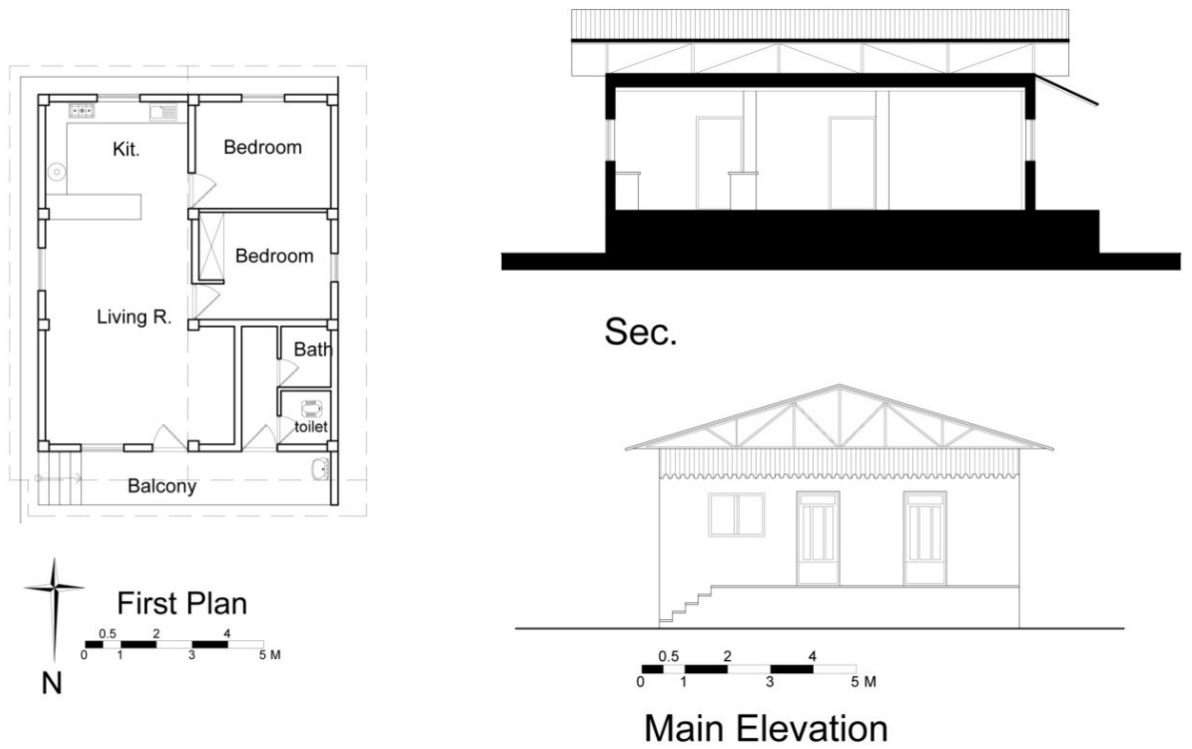 Kit.
Bedroom
Bedroom
Living R.
Bath
toilet
Balcony
N
First Plan
0.5 2 4
0 1 3 5 M
Sec.
0.5 2 4
0 1 3 5 M
Main Elevation